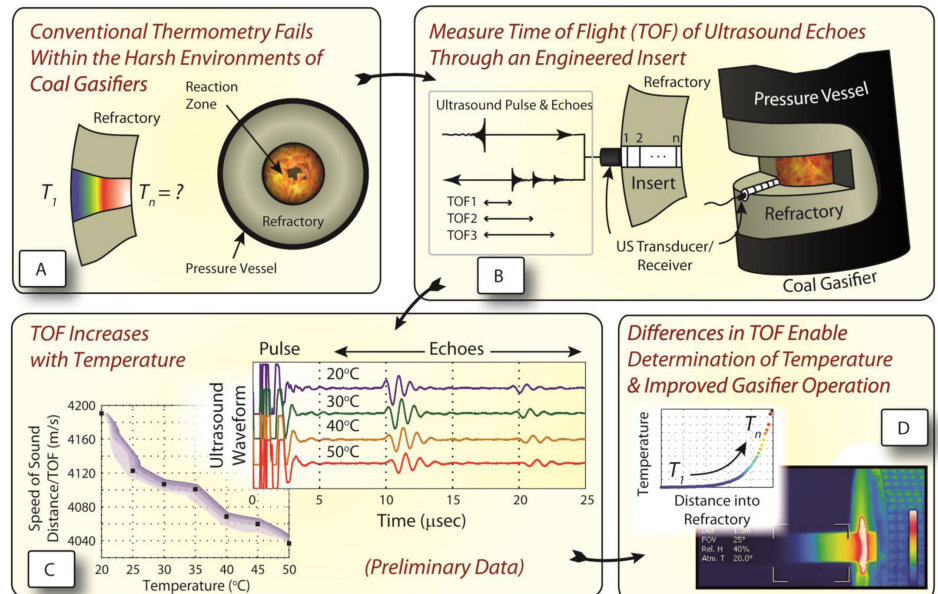 Conventional Thermometry Fails
Within the Harsh Environments of
Coal Gasifiers
Reaction
Zone
Refractory
T1
Tn = ?
Refractory
Pressure Vessel
A
Measure Time of Flight (TOF) of Ultrasound Echoes
Through an Engineered Insert
Ultrasound Pulse & Echoes
1 2 ... n
Insert
TOF1
TOF2
TOF3
US Transducer/
Receiver
Pressure Vessel
Refractory
Coal Gasifier
B
TOF Increases
with Temperature
Pulse
Echoes
Ultrasound
Waveform
20°C
30°C
40°C
50°C
0 5 10 15 20 25
Time (µsec)
Speed of Sound
Distance/TOF (m/s)
4200
4160
4120
4080
4040
20 25 30 35 40 45 50
Temperature (°C)
(Preliminary Data)
C
Differences in TOF Enable
Determination of Temperature
& Improved Gasifier Operation
D
Temperature
T1
Tn
Distance into
Refractory
FOV 25°
Rel. H 40%
Atm. T 20.0°